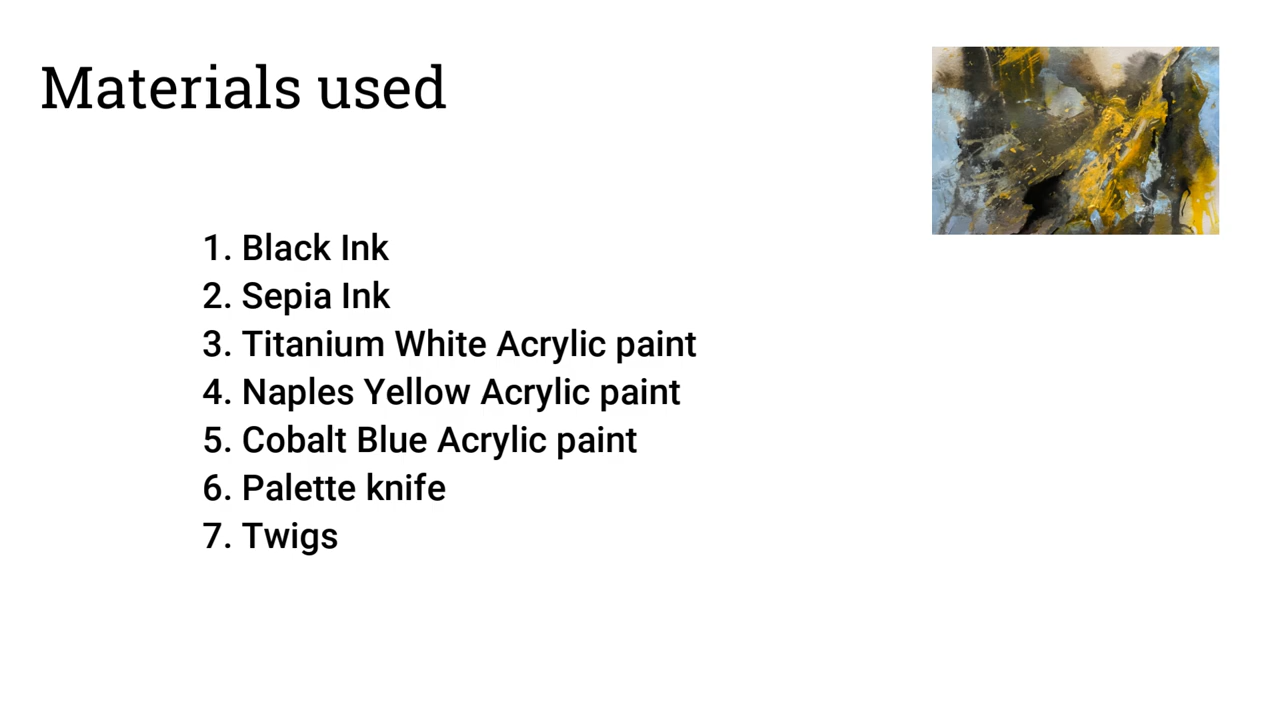 Materials used
1. Black Ink
2. Sepia Ink
3. Titanium White Acrylic paint
4. Naples Yellow Acrylic paint
5. Cobalt Blue Acrylic paint
6. Palette knife
7. Twigs